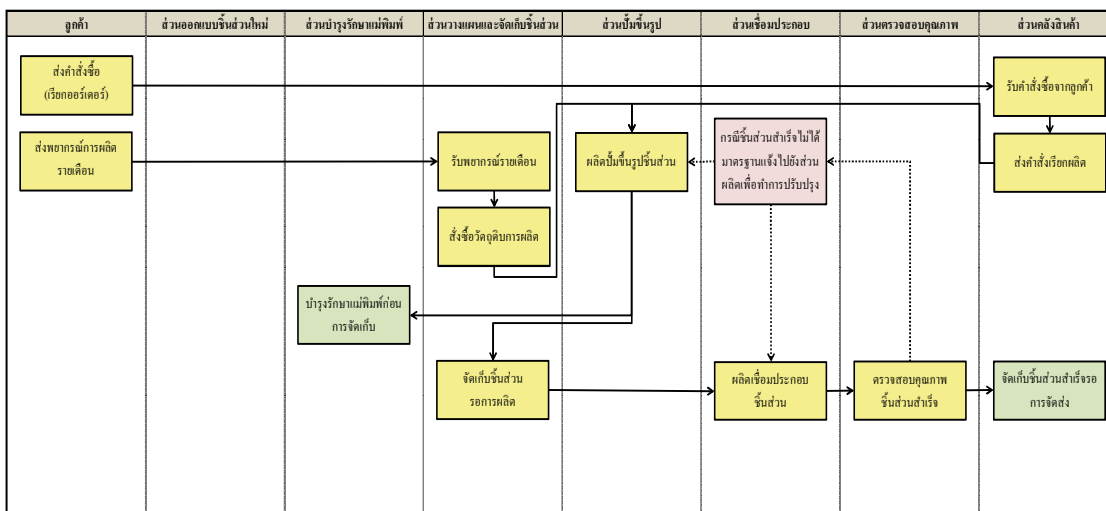 ลูกค้า
ส่วนออกแบบชิ้นส่วนใหม่
ส่วนบำรุงรักษาแม่พิมพ์
ส่วนวางแผนและจัดเก็บชิ้นส่วน
ส่วนปั๊มขึ้นรูป
ส่วนเชื่อมประกอบ
ส่วนตรวจสอบคุณภาพ
ส่วนคลังสินค้า
ส่งคำสั่งซื้อ
(เรียกออร์เดอร์)
รับคำสั่งซื้อจากลูกค้า
ส่งพยากรณ์การผลิต
รายเดือน
รับพยากรณ์รายเดือน
ผลิตปั๊มขึ้นรูปชิ้นส่วน
กรณีชิ้นส่วนสำเร็จไม่ได้
มาตรฐานแจ้งไปยังส่วน
ผลิตเพื่อทำการปรับปรุง
ส่งคำสั่งเรียกผลิต
สั่งซื้อวัตถุดิบการผลิต
บำรุงรักษาแม่พิมพ์ก่อน
การจัดเก็บ
จัดเก็บชิ้นส่วน
รอการผลิต
ผลิตเชื่อมประกอบ
ชิ้นส่วน
ตรวจสอบคุณภาพ
ชิ้นส่วนสำเร็จ
จัดเก็บชิ้นส่วนสำเร็จรอ
การจัดส่ง